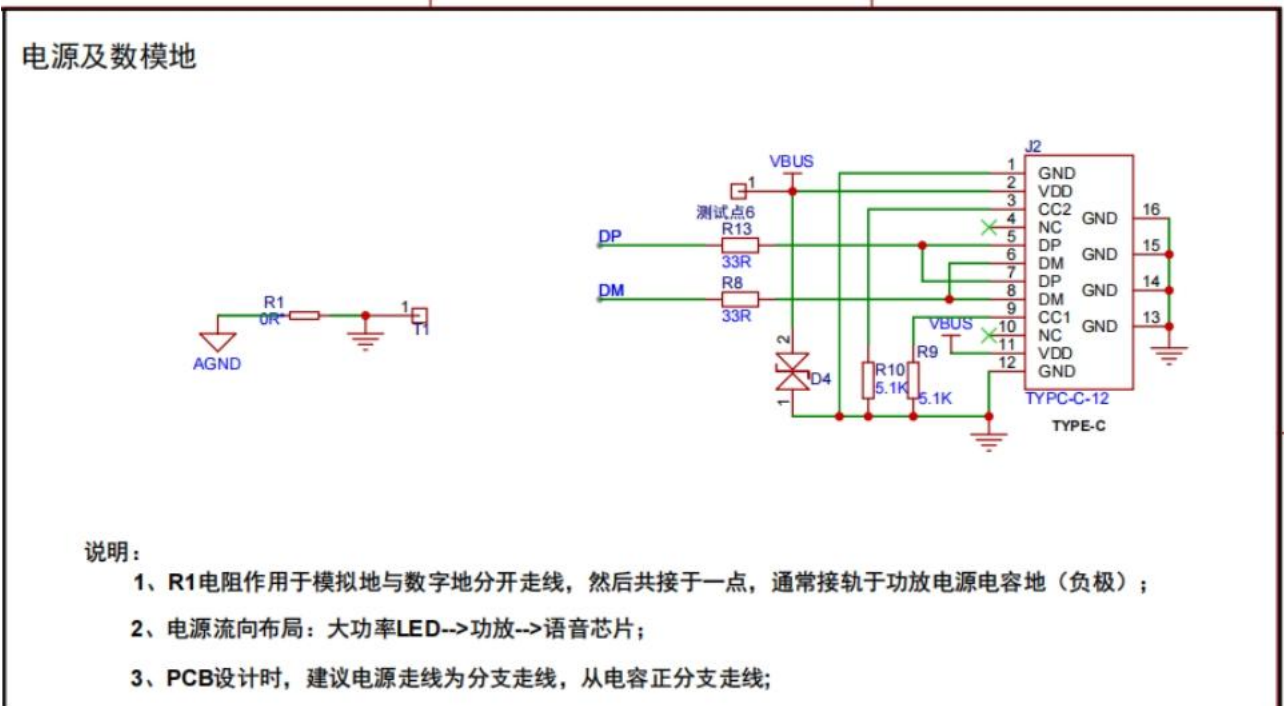 电源及数模地
J2
VBUS
1
测试点6
DP
R13
33R
DM
R8
33R
1 GND
2 VDD
3 CC2
4 NC
5 DP
6 DM
7 DP
8 DM
9 CC1
10 NC
11 VDD
12 GND
GND 16
GND 15
GND 14
GND 13
VBUS
R1
0R*
1
T1
AGND
2
D4
1
R10
5.1K
R9
5.1K
TYPC-C-12
TYPE-C
说明：
1、R1电阻作用于模拟地与数字地分开走线，然后共接于一点，通常接轨于功放电源电容地（负极）；
2、电源流向布局：大功率LED-->功放-->语音芯片；
3、PCB设计时，建议电源走线为分支走线，从电容正分支走线;